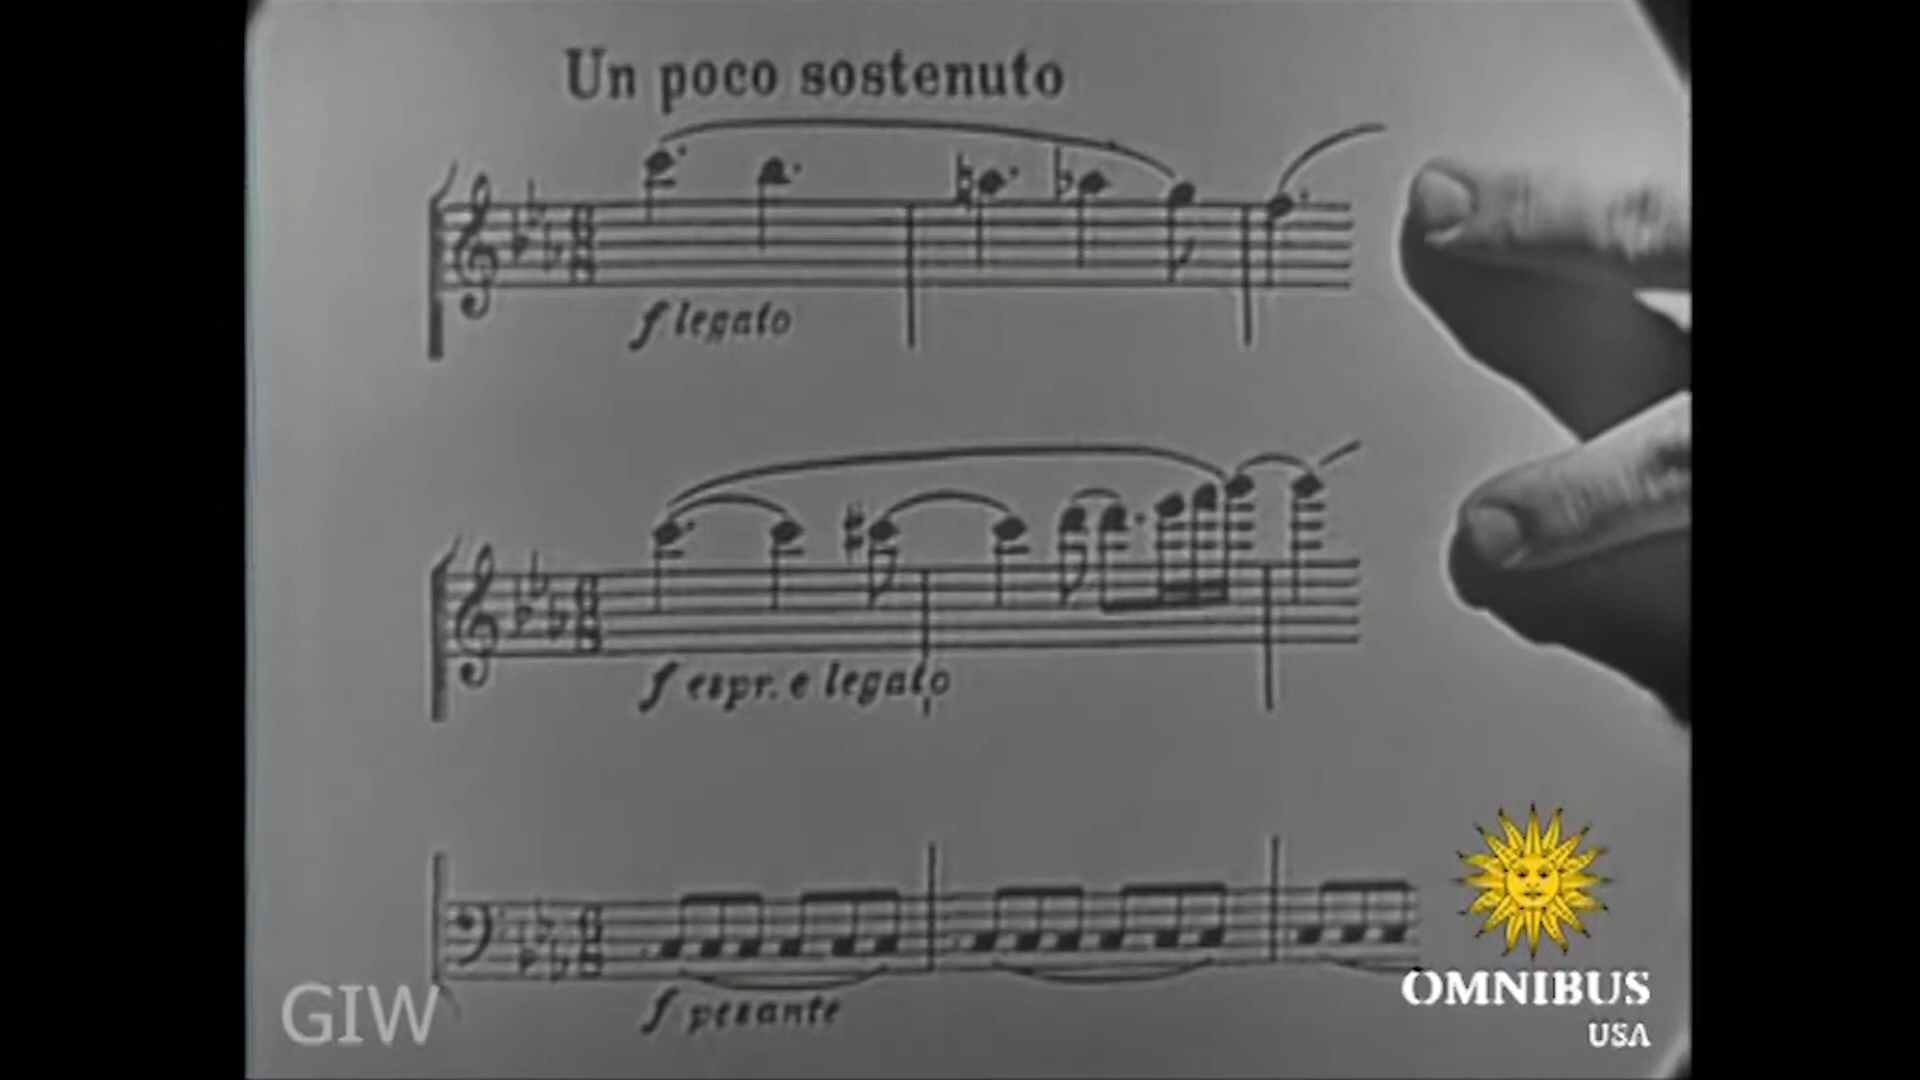 Un poco sostenuto
f legato
f espr. e legato
f pesante
GIW
OMNIBUS
USA